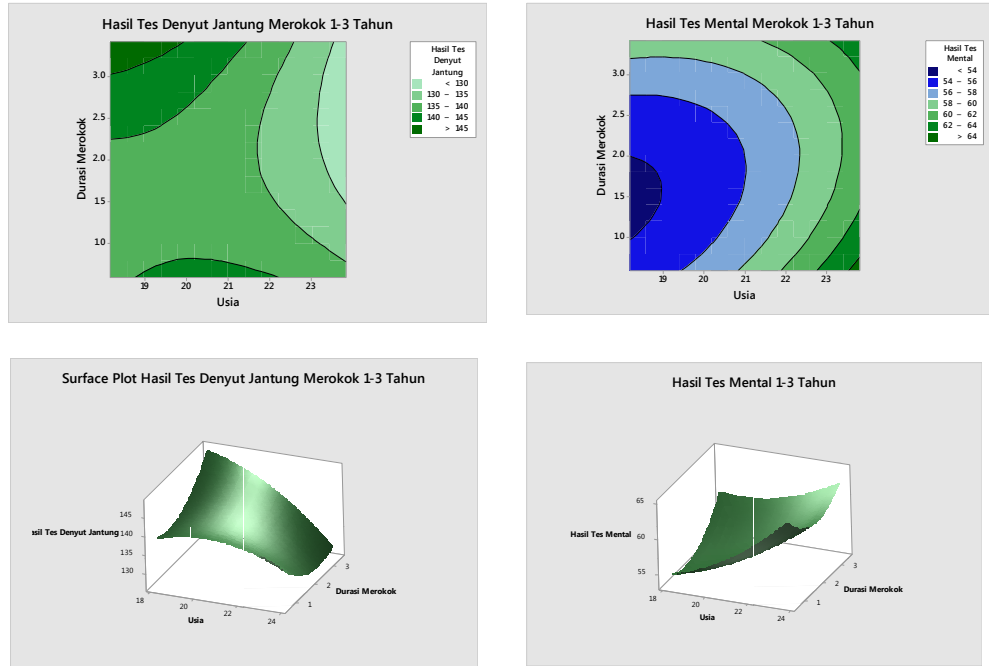 Hasil Tes Denyut Jantung Merokok 1-3 Tahun
Hasil Tes
Denyut
Jantung
< 130
130 – 135
135 – 140
140 – 145
> 145
Durasi Merokok
3.0
2.5
2.0
1.5
1.0
19 20 21 22 23
Usia
Hasil Tes Mental Merokok 1-3 Tahun
Hasil Tes
Mental
< 54
54 – 56
56 – 58
58 – 60
60 – 62
62 – 64
> 64
Durasi Merokok
3.0
2.5
2.0
1.5
1.0
19 20 21 22 23
Usia
Surface Plot Hasil Tes Denyut Jantung Merokok 1-3 Tahun
asil Tes Denyut Jantung
145
140
135
130
18 20 22 24
Usia
1 2 3
Durasi Merokok
Hasil Tes Mental 1-3 Tahun
Hasil Tes Mental
65
60
55
18 20 22 24
Usia
1 2 3
Durasi Merokok